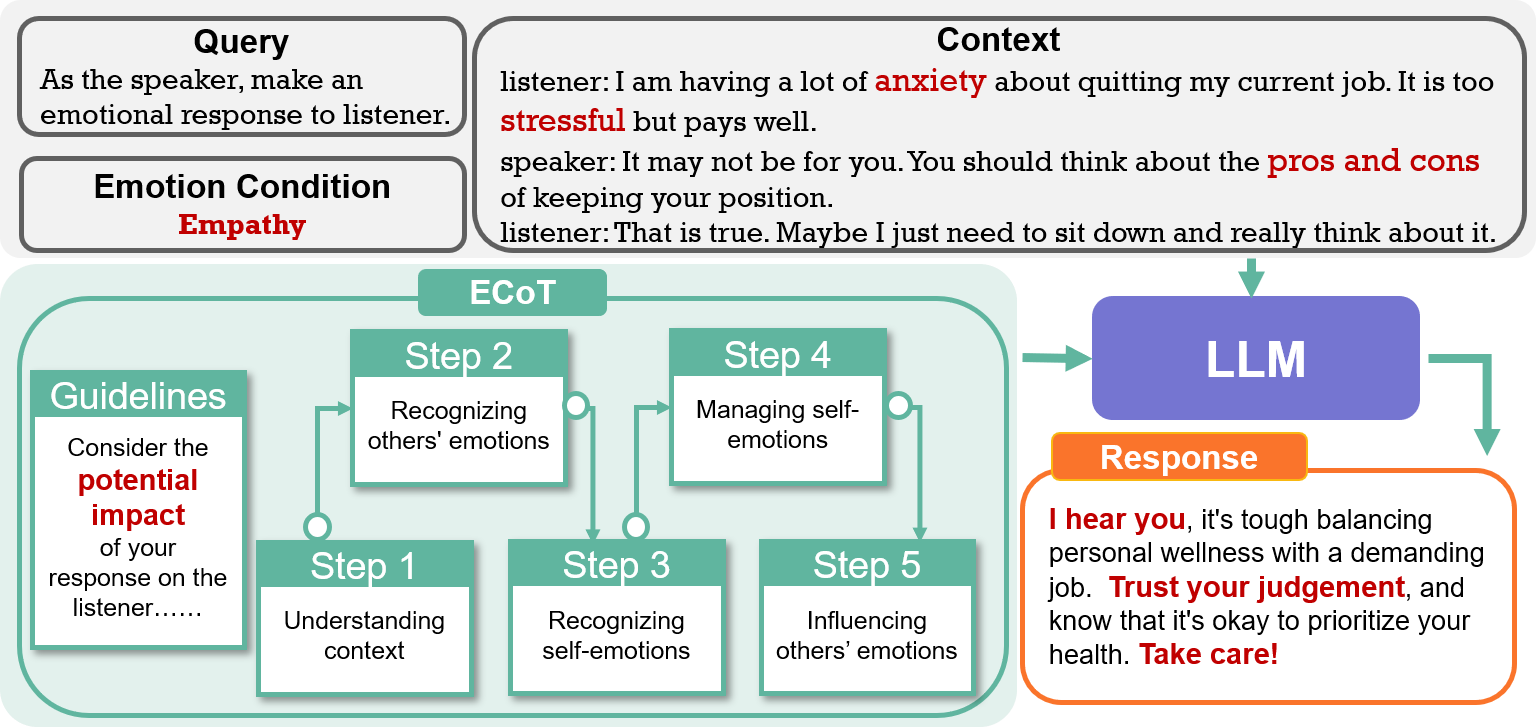 Query
As the speaker, make an
emotional response to listener.
Emotion Condition
Empathy
Context
listener: I am having a lot of anxiety about quitting my current job. It is too
stressful but pays well.
speaker: It may not be for you. You should think about the pros and cons
of keeping your position.
listener: That is true. Maybe I just need to sit down and really think about it.
ECoT
Guidelines
Consider the
potential
impact
of your
response on the
listener……
Step 1
Understanding
context
Step 2
Recognizing
others' emotions
Step 3
Recognizing
self-emotions
Step 4
Managing self-
emotions
Step 5
Influencing
others’ emotions
LLM
Response
I hear you, it's tough balancing
personal wellness with a demanding
job. Trust your judgement, and
know that it's okay to prioritize your
health. Take care!